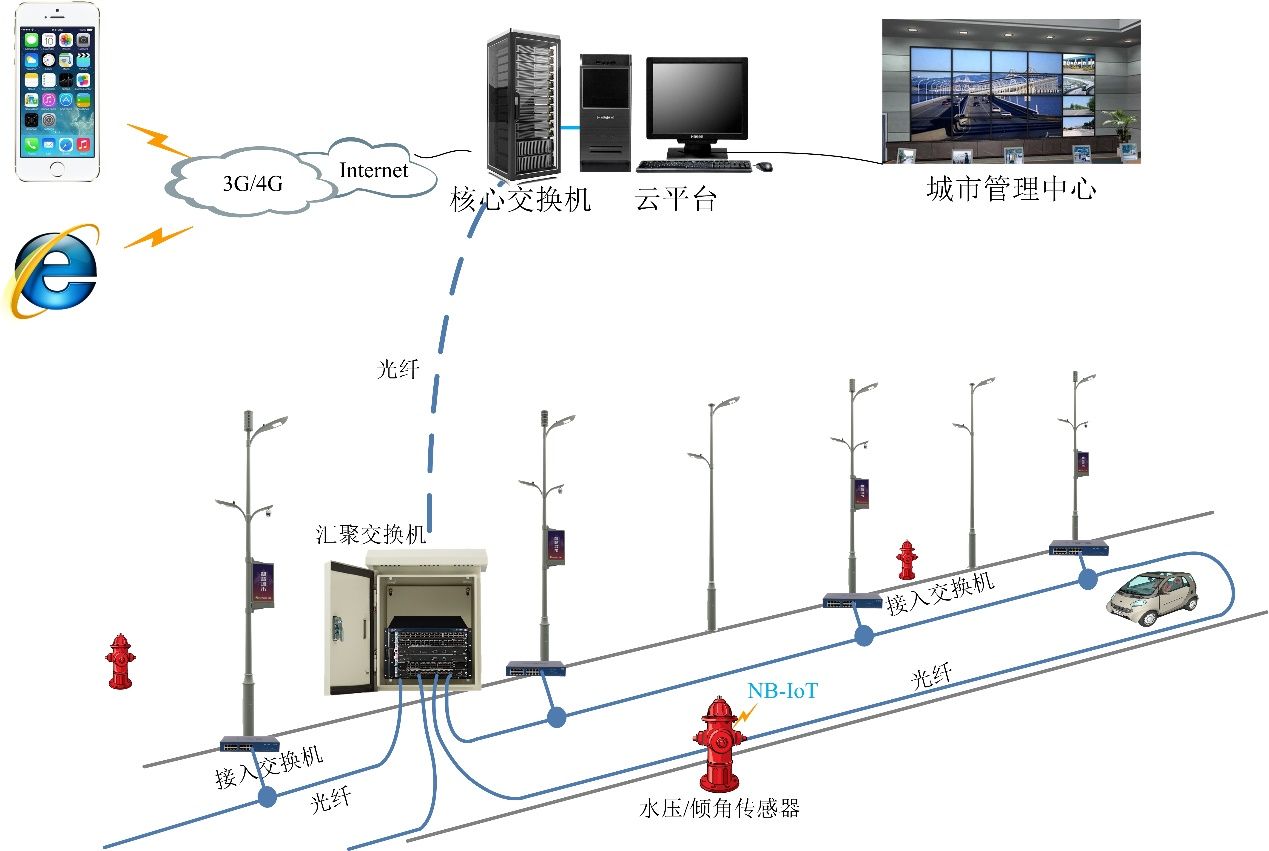 3G/4G
Internet
核心交换机
云平台
城市管理中心
光纤
汇聚交换机
接入交换机
接入交换机
光纤
光纤
NB-IoT
水压/倾角传感器